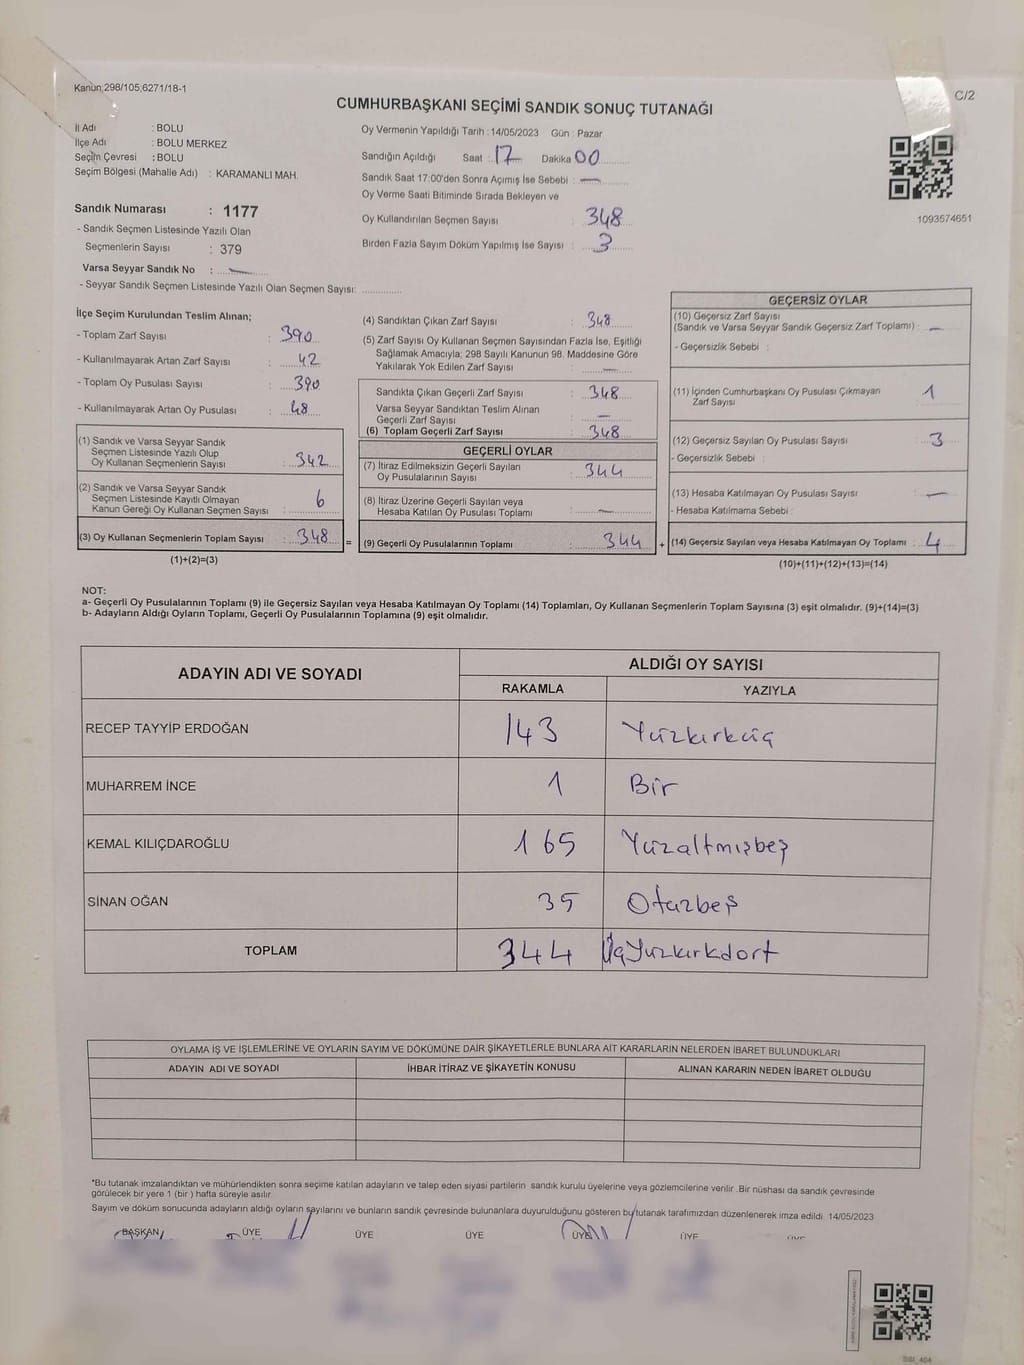 Kanun;298/105;6271/18-1
C/2
CUMHURBAŞKANI SEÇİMİ SANDIK SONUÇ TUTANAĞI
İl Adı : BOLU
İlçe Adı : BOLU MERKEZ
Seçim Çevresi : BOLU
Seçim Bölgesi (Mahalle Adı) : KARAMANLI MAH.
Sandık Numarası : 1177
- Sandık Seçmen Listesinde Yazılı Olan
Seçmenlerin Sayısı : 379
Varsa Seyyar Sandık No : —
- Seyyar Sandık Seçmen Listesinde Yazılı Olan Seçmen Sayısı: ..............
Oy Vermenin Yapıldığı Tarih : 14/05/2023 Gün : Pazar
Sandığın Açıldığı Saat : 17 Dakika 00
Sandık Saat 17:00'den Sonra Açımış İse Sebebi : —
Oy Verme Saati Bitiminde Sırada Bekleyen ve
Oy Kullandırılan Seçmen Sayısı : 348
Birden Fazla Sayım Döküm Yapılmış İse Sayısı : 3
1093574651
İlçe Seçim Kurulundan Teslim Alınan;
- Toplam Zarf Sayısı : 390
- Kullanılmayarak Artan Zarf Sayısı : 42
- Toplam Oy Pusulası Sayısı : 390
- Kullanılmayarak Artan Oy Pusulası : 48
(1) Sandık ve Varsa Seyyar Sandık
Seçmen Listesinde Yazılı Olup
Oy Kullanan Seçmenlerin Sayısı : 342
(2) Sandık ve Varsa Seyyar Sandık
Seçmen Listesinde Kayıtlı Olmayan
Kanun Gereği Oy Kullanan Seçmen Sayısı : 6
(3) Oy Kullanan Seçmenlerin Toplam Sayısı : 348
(1)+(2)=(3)
=
(4) Sandıktan Çıkan Zarf Sayısı : 348
(5) Zarf Sayısı Oy Kullanan Seçmen Sayısından Fazla İse, Eşitliği
Sağlamak Amacıyla; 298 Sayılı Kanunun 98. Maddesine Göre
Yakılarak Yok Edilen Zarf Sayısı : —
Sandıkta Çıkan Geçerli Zarf Sayısı : 348
Varsa Seyyar Sandıktan Teslim Alınan
Geçerli Zarf Sayısı : —
(6) Toplam Geçerli Zarf Sayısı : 348
GEÇERLİ OYLAR
(7) İtiraz Edilmeksizin Geçerli Sayılan
Oy Pusulalarının Sayısı : 344
(8) İtiraz Üzerine Geçerli Sayılan veya
Hesaba Katılan Oy Pusulası Toplamı : —
(9) Geçerli Oy Pusulalarının Toplamı : 344
+
GEÇERSİZ OYLAR
(10) Geçersiz Zarf Sayısı
(Sandık ve Varsa Seyyar Sandık Geçersiz Zarf Toplamı) : —
- Geçersizlik Sebebi :
(11) İçinden Cumhurbaşkanı Oy Pusulası Çıkmayan
Zarf Sayısı : 1
(12) Geçersiz Sayılan Oy Pusulası Sayısı : 3
- Geçersizlik Sebebi :
(13) Hesaba Katılmayan Oy Pusulası Sayısı : —
- Hesaba Katılmama Sebebi :
(14) Geçersiz Sayılan veya Hesaba Katılmayan Oy Toplamı : 4
(10)+(11)+(12)+(13)=(14)
NOT:
a- Geçerli Oy Pusulalarının Toplamı (9) ile Geçersiz Sayılan veya Hesaba Katılmayan Oy Toplamı (14) Toplamları, Oy Kullanan Seçmenlerin Toplam Sayısına (3) eşit olmalıdır. (9)+(14)=(3)
b- Adayların Aldığı Oyların Toplamı, Geçerli Oy Pusulalarının Toplamına (9) eşit olmalıdır.
ADAYIN ADI VE SOYADI ALDIĞI OY SAYISI
RAKAMLA YAZIYLA
RECEP TAYYİP ERDOĞAN 143 Yüzkırküç
MUHARREM İNCE 1 Bir
KEMAL KILIÇDAROĞLU 165 Yüzaltmışbeş
SİNAN OĞAN 35 Otuzbeş
TOPLAM 344 ÜçYüzkırkdort
OYLAMA İŞ VE İŞLEMLERİNE VE OYLARIN SAYIM VE DÖKÜMÜNE DAİR ŞİKAYETLERLE BUNLARA AİT KARARLARIN NELERDEN İBARET BULUNDUKLARI
ADAYIN ADI VE SOYADI İHBAR İTİRAZ VE ŞİKAYETİN KONUSU ALINAN KARARIN NEDEN İBARET OLDUĞU
*Bu tutanak imzalandıktan ve mühürlendikten sonra seçime katılan adayların ve talep eden siyasi partilerin sandık kurulu üyelerine veya gözlemcilerine verilir .Bir nüshası da sandık çevresinde
görülecek bir yere 1 (bir ) hafta süreyle asılır.
Sayım ve döküm sonucunda adayların aldığı oyların sayılarını ve bunların sandık çevresinde bulunanlara duyurulduğunu gösteren bu tutanak tarafımızdan düzenlenerek imza edildi. 14/05/2023
BAŞKAN ÜYE ÜYE ÜYE ÜYE ÜYE ÜYE